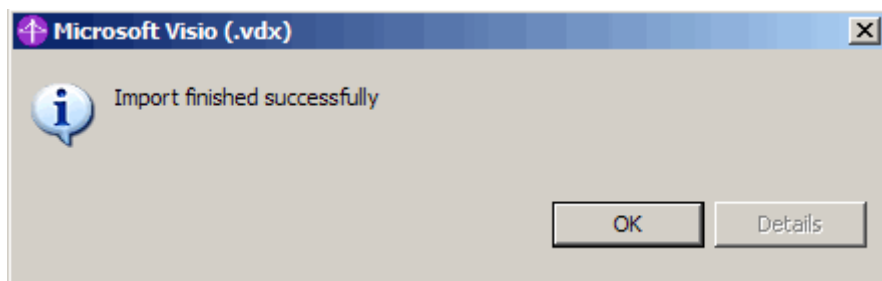 Microsoft Visio (.vdx)
Import finished successfully
OK
Details